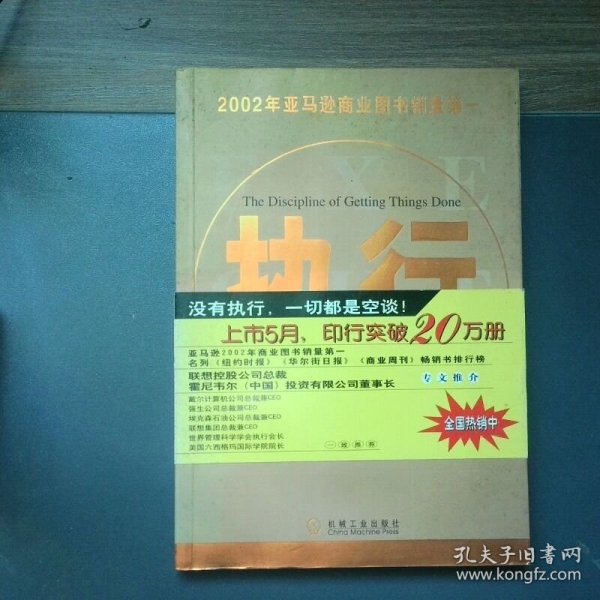 2002年亚马逊商业图书销量第一
EXE
The Discipline of Getting Things Done
执行
没有执行，一切都是空谈！
上市5月，印行突破20万册
亚马逊2002年商业图书销量第一
名列《纽约时报》《华尔街日报》《商业周刊》畅销书排行榜
联想控股公司总裁
霍尼韦尔（中国）投资有限公司董事长
专文推介
戴尔计算机公司总裁兼CEO
强生公司总裁兼CEO
埃克森石油公司总裁兼CEO
联想集团总裁兼CEO
世界管理科学学会执行会长
美国六西格玛国际学院院长
一致推荐
全国热销中
机械工业出版社
China Machine Press
孔夫子旧书网
www.kongfz.com